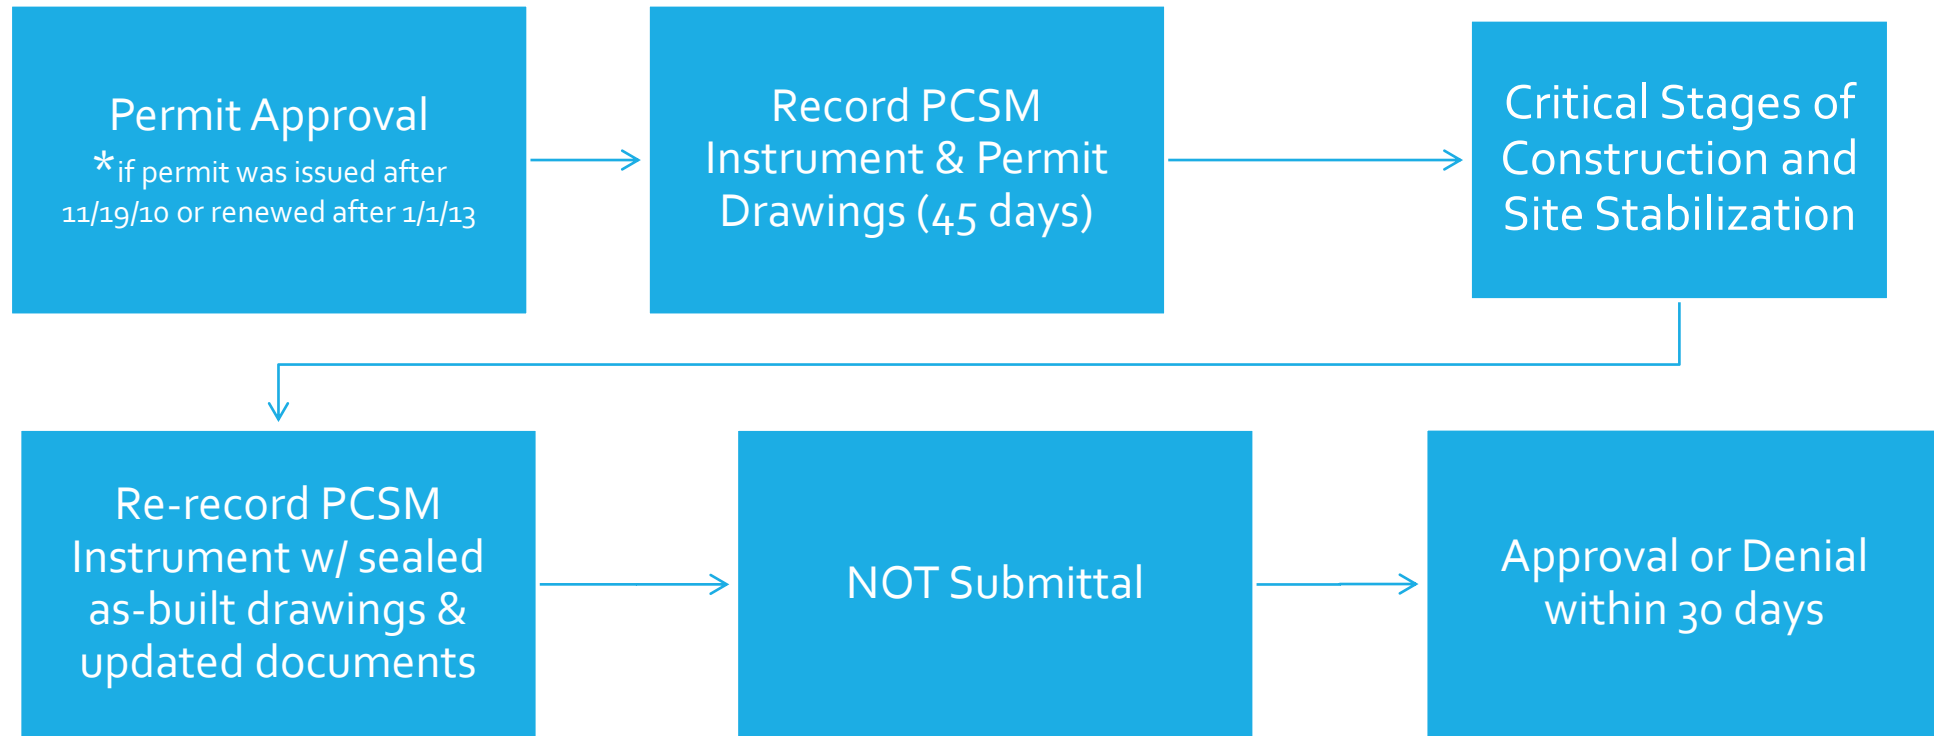 Permit Approval
*if permit was issued after
11/19/10 or renewed after 1/1/13
Record PCSM
Instrument & Permit
Drawings (45 days)
Critical Stages of
Construction and
Site Stabilization
Re-record PCSM
Instrument w/ sealed
as-built drawings &
updated documents
NOT Submittal
Approval or Denial
within 30 days